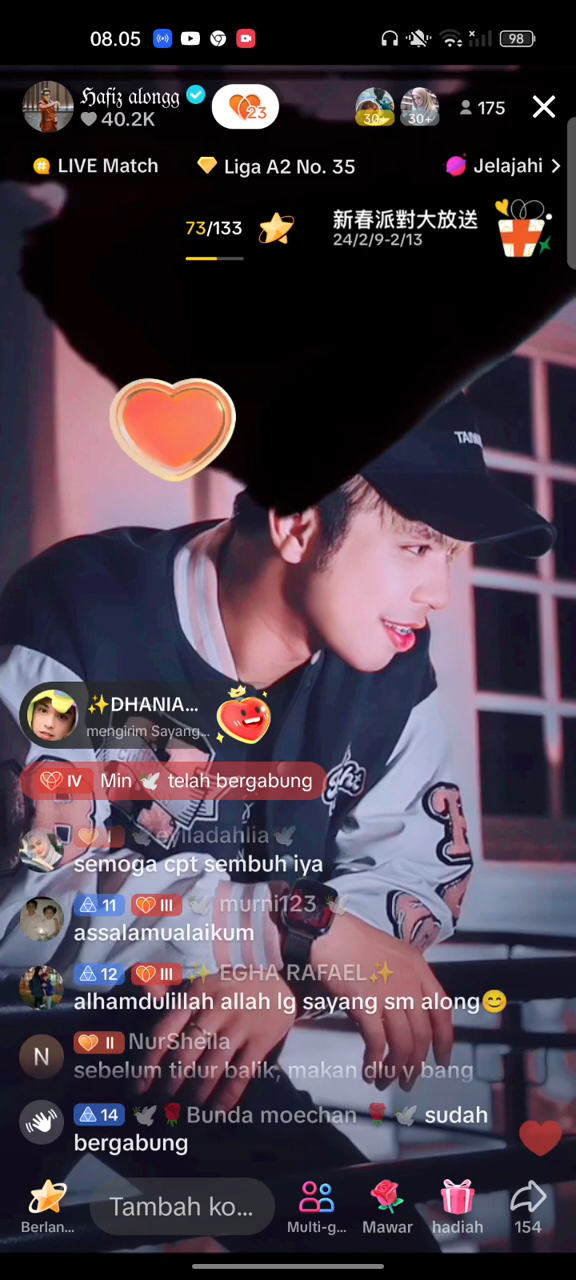 08.05
98
Hafiz alongg
40.2K
23
30+
30+
175
LIVE Match
Liga A2 No. 35
Jelajahi
73/133
新春派對大放送
24/2/9-2/13
✨DHANIA...
mengirim Sayang...
IV Min 🕊 telah bergabung
semoga cpt sembuh iya
11 III 🕊 murni123 🕊
assalamualaikum
12 III ✨ EGHA RAFAEL✨
alhamdulillah allah lg sayang sm along😊
N
II NurSheila
sebelum tidur balik, makan dlu y bang
14 🕊🌹Bunda moechan 🌹🕊 sudah
bergabung
Berlan...
Tambah ko...
Multi-g...
Mawar
hadiah
154